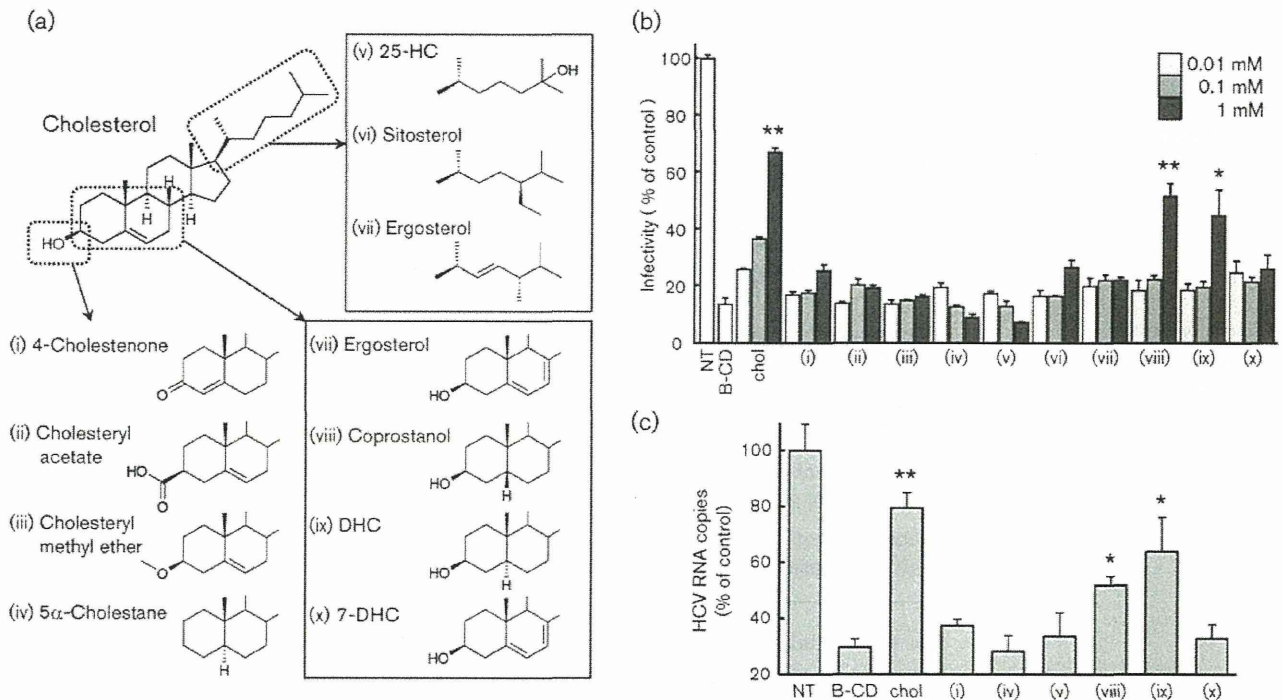 (a)
Cholesterol
HO
H
H
(i) 4-Cholestenone
O
(ii) Cholesteryl
acetate
HO
O
(iii) Cholesteryl
methyl ether
O
(iv) 5α-Cholestane
H
(v) 25-HC
OH
(vi) Sitosterol
(vii) Ergosterol
(vii) Ergosterol
HO
(viii) Coprostanol
HO
H
(ix) DHC
HO
H
(x) 7-DHC
HO
(b)
Infectivity ( % of control)
100
80
60
40
20
0
0.01 mM
0.1 mM
1 mM
**
**
*
NT
B-CD
chol
(i)
(ii)
(iii)
(iv)
(v)
(vi)
(vii)
(viii)
(ix)
(x)
(c)
HCV RNA copies
(% of control)
100
80
60
40
20
**
*
*
NT
B-CD
chol
(i)
(iv)
(v)
(viii)
(ix)
(x)